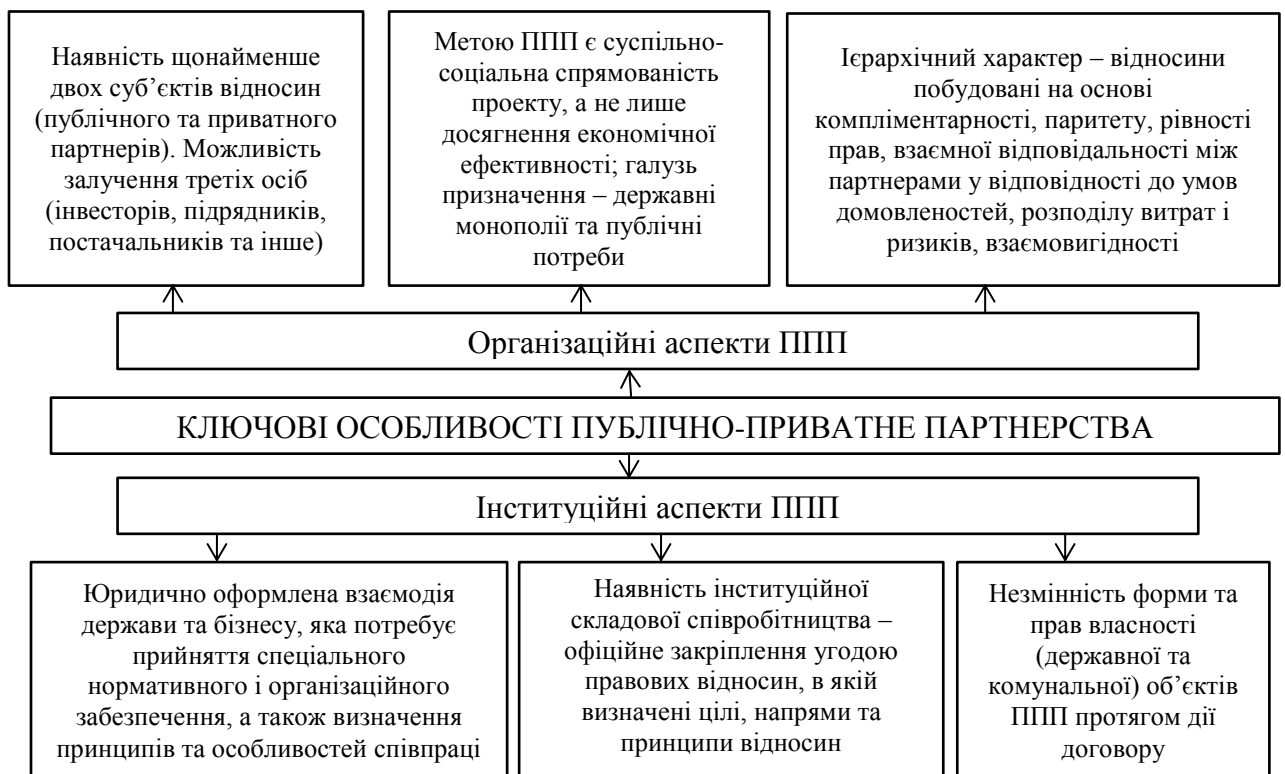 Наявність щонайменше
двох суб’єктів відносин
(публічного та приватного
партнерів). Можливість
залучення третіх осіб
(інвесторів, підрядників,
постачальників та інше)
Метою ППП є суспільно-
соціальна спрямованість
проекту, а не лише
досягнення економічної
ефективності; галузь
призначення – державні
монополії та публічні
потреби
Ієрархічний характер – відносини
побудовані на основі
компліментарності, паритету, рівності
прав, взаємної відповідальності між
партнерами у відповідності до умов
домовленостей, розподілу витрат і
ризиків, взаємовигідності
Організаційні аспекти ППП
КЛЮЧОВІ ОСОБЛИВОСТІ ПУБЛІЧНО-ПРИВАТНЕ ПАРТНЕРСТВА
Інституційні аспекти ППП
Юридично оформлена взаємодія
держави та бізнесу, яка потребує
прийняття спеціального
нормативного і організаційного
забезпечення, а також визначення
принципів та особливостей співпраці
Наявність інституційної
складової співробітництва –
офіційне закріплення угодою
правових відносин, в якій
визначені цілі, напрями та
принципи відносин
Незмінність форми та
прав власності
(державної та
комунальної) об’єктів
ППП протягом дії
договору